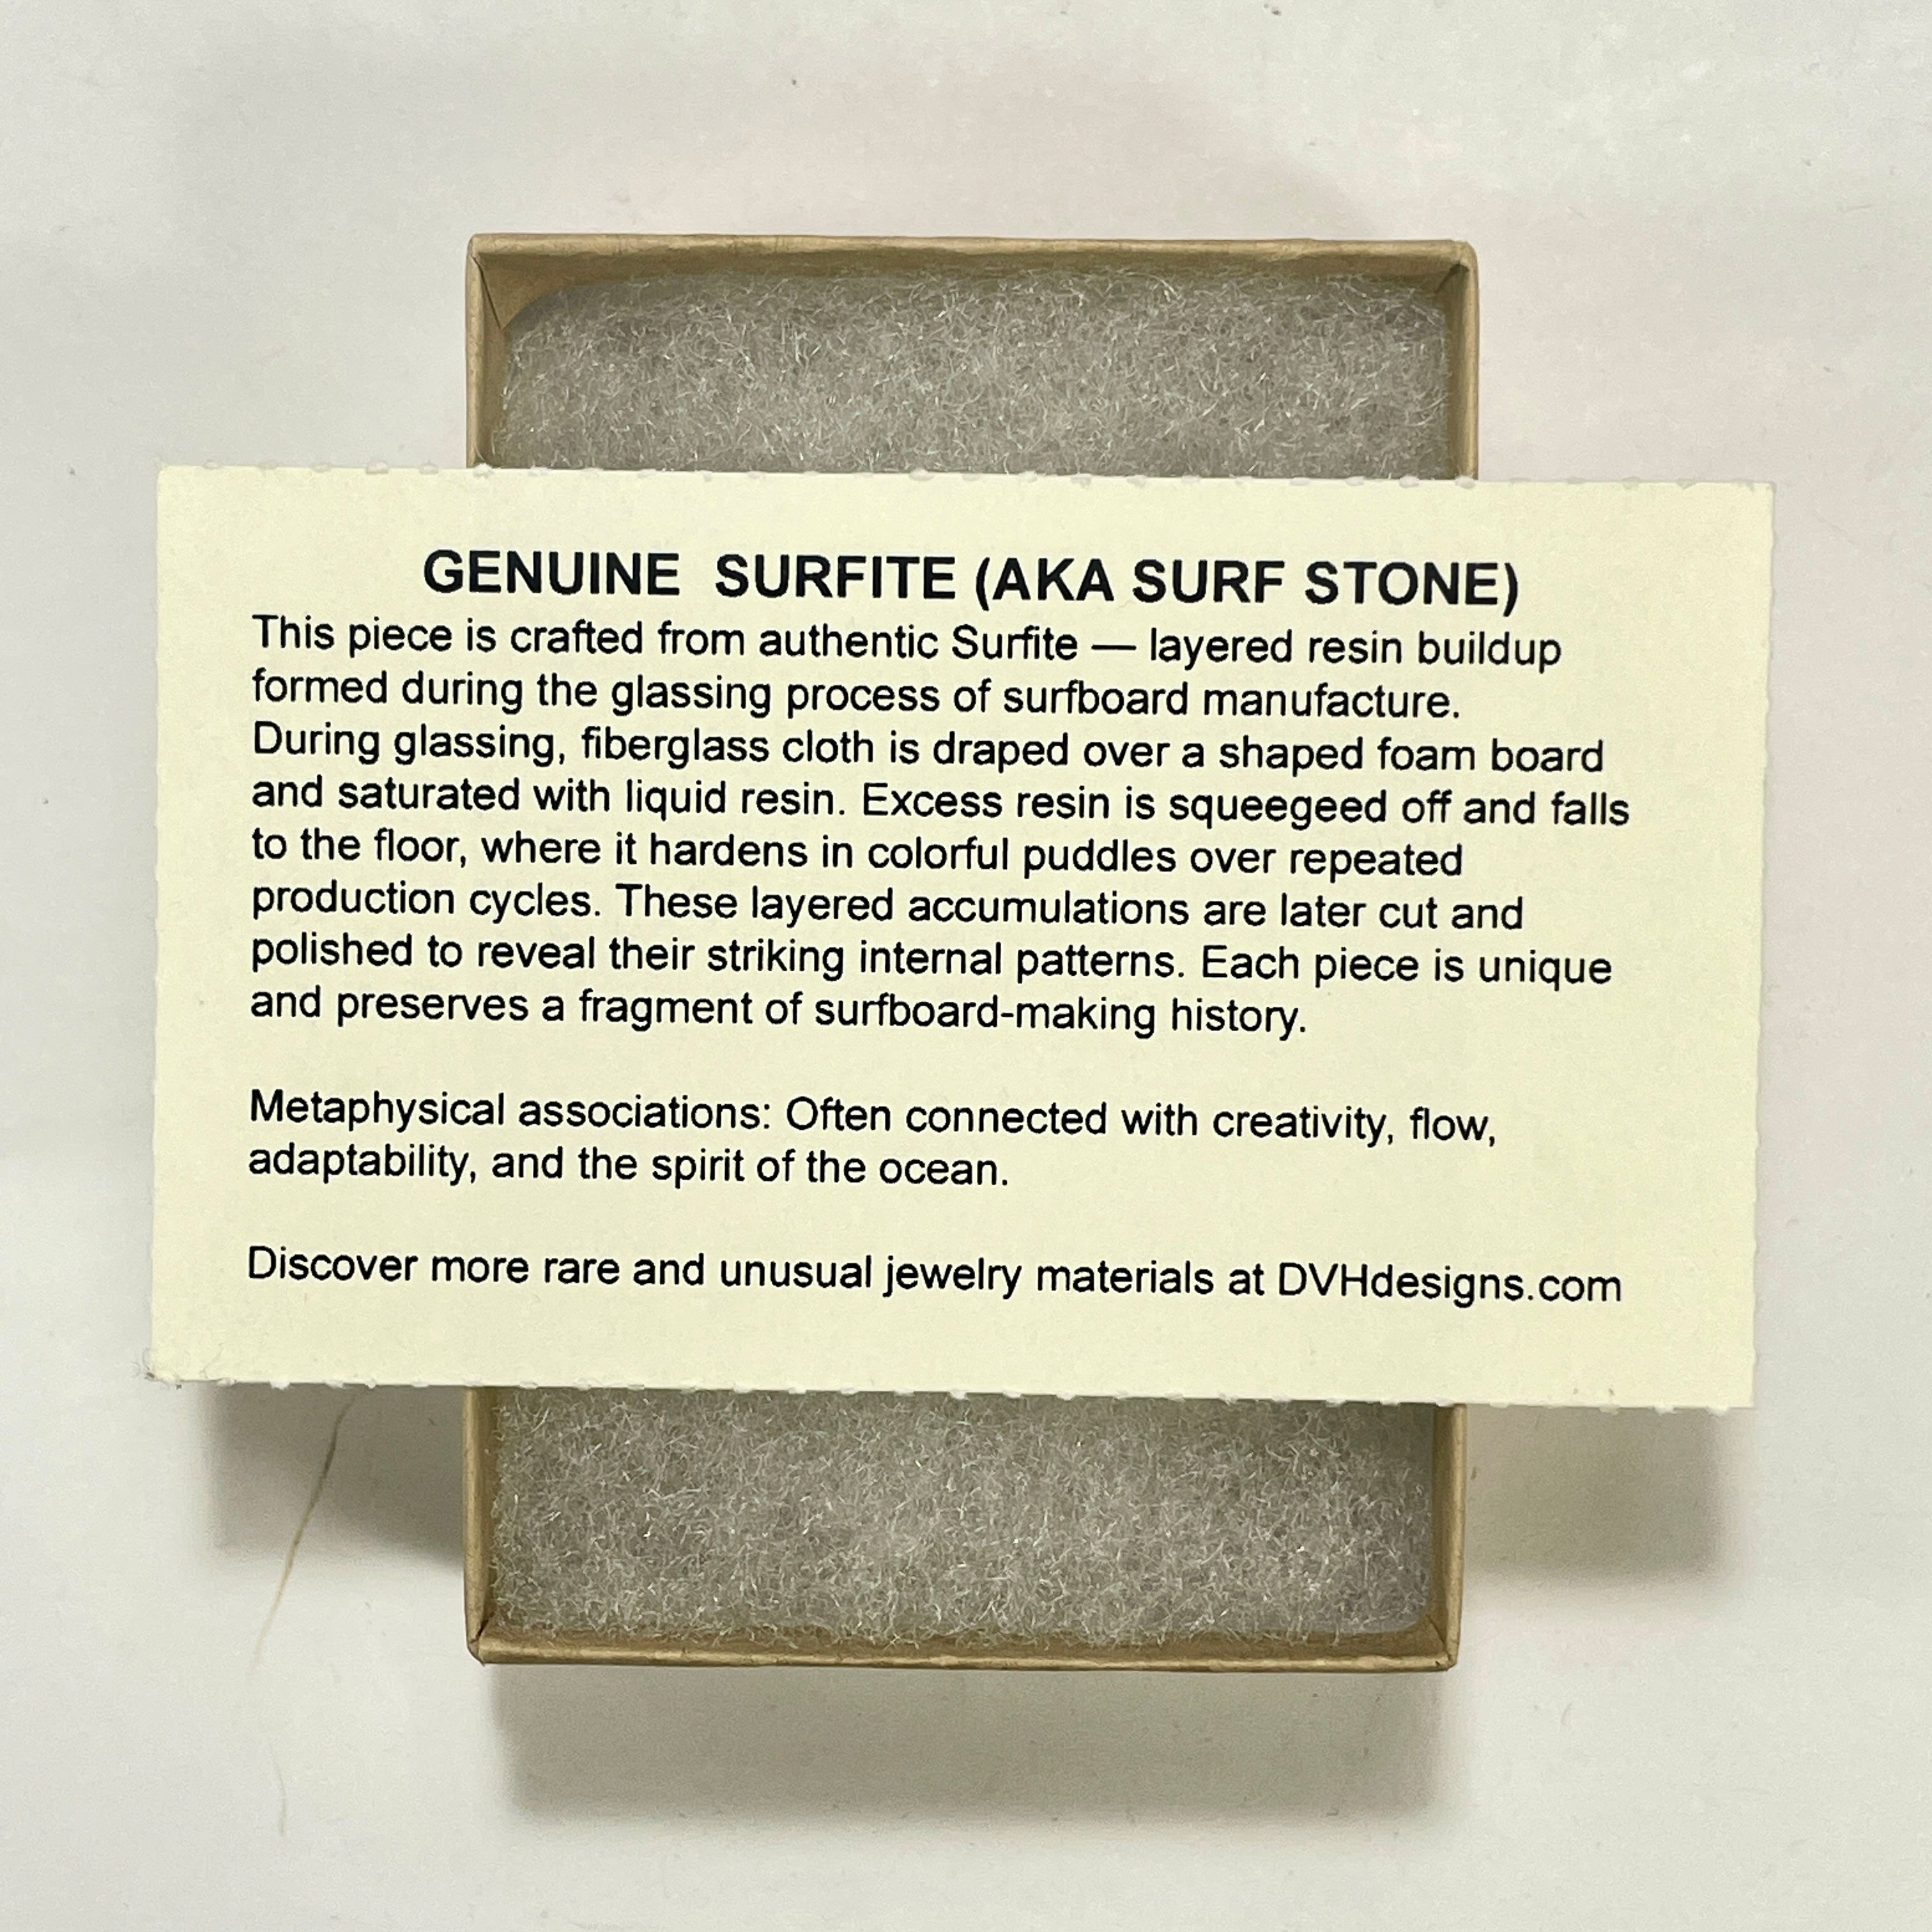 GENUINE SURFITE (AKA SURF STONE)
This piece is crafted from authentic Surfite — layered resin buildup
formed during the glassing process of surfboard manufacture.
During glassing, fiberglass cloth is draped over a shaped foam board
and saturated with liquid resin. Excess resin is squeegeed off and falls
to the floor, where it hardens in colorful puddles over repeated
production cycles. These layered accumulations are later cut and
polished to reveal their striking internal patterns. Each piece is unique
and preserves a fragment of surfboard-making history.
Metaphysical associations: Often connected with creativity, flow,
adaptability, and the spirit of the ocean.
Discover more rare and unusual jewelry materials at DVHdesigns.com